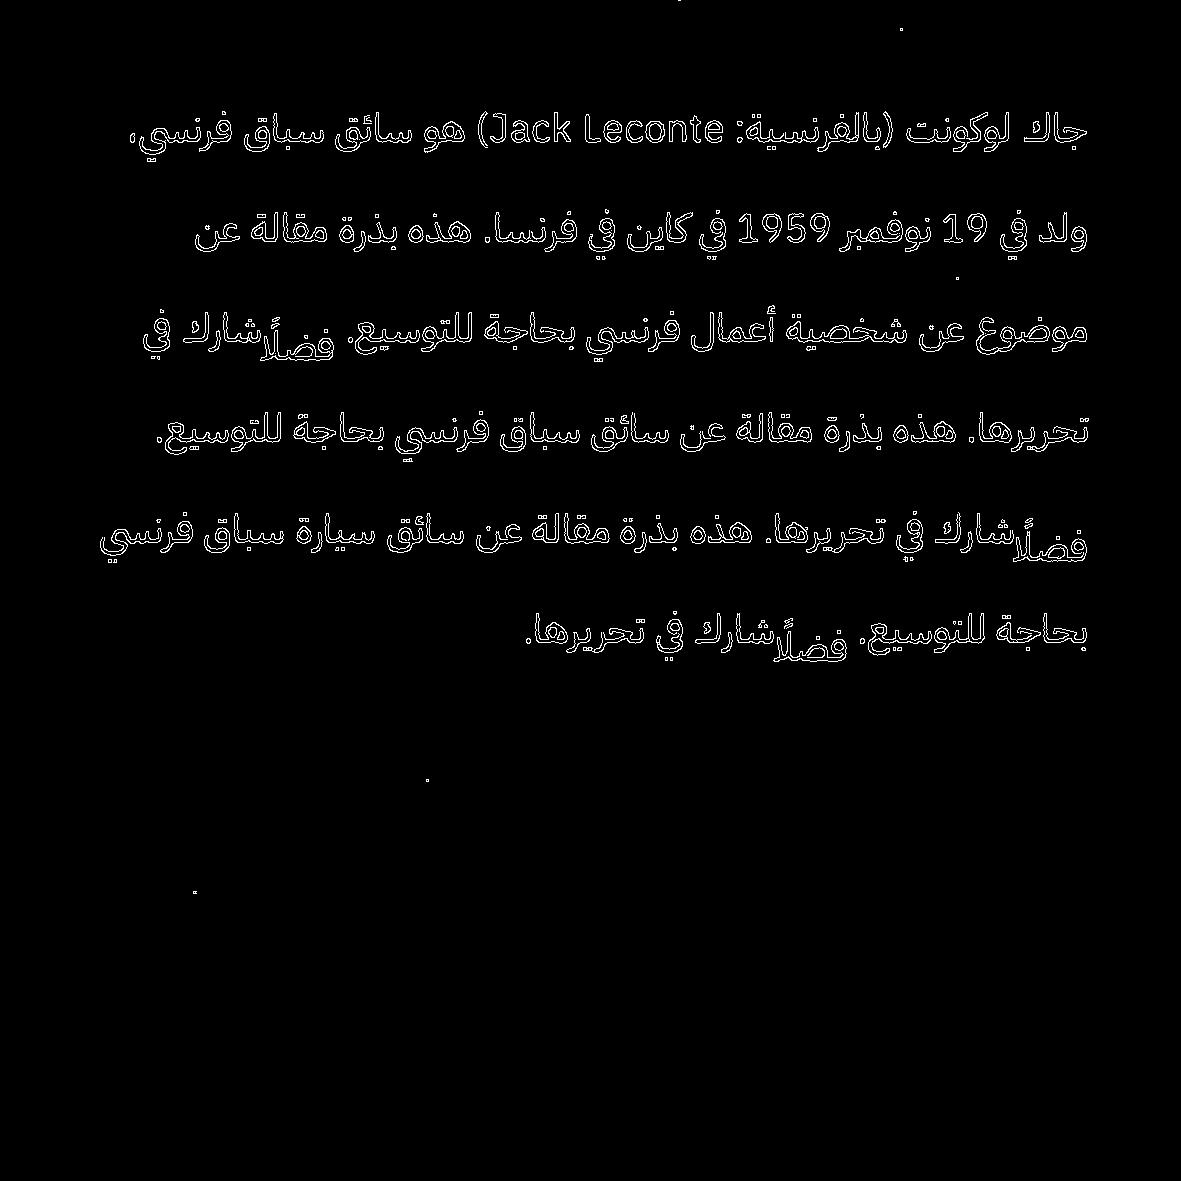 جاك لوكونت (بالفرنسية: Jack Leconte) هو سائق سباق فرنسي،
ولد في 19 نوفمبر 1959 في كاين في فرنسا. هذه بذرة مقالة عن
موضوع عن شخصية أعمال فرنسي بحاجة للتوسيع. فضلًا شارك في
تحريرها. هذه بذرة مقالة عن سائق سباق فرنسي بحاجة للتوسيع.
فضلًا شارك في تحريرها. هذه بذرة مقالة عن سائق سيارة سباق فرنسي
بحاجة للتوسيع. فضلًا شارك في تحريرها.